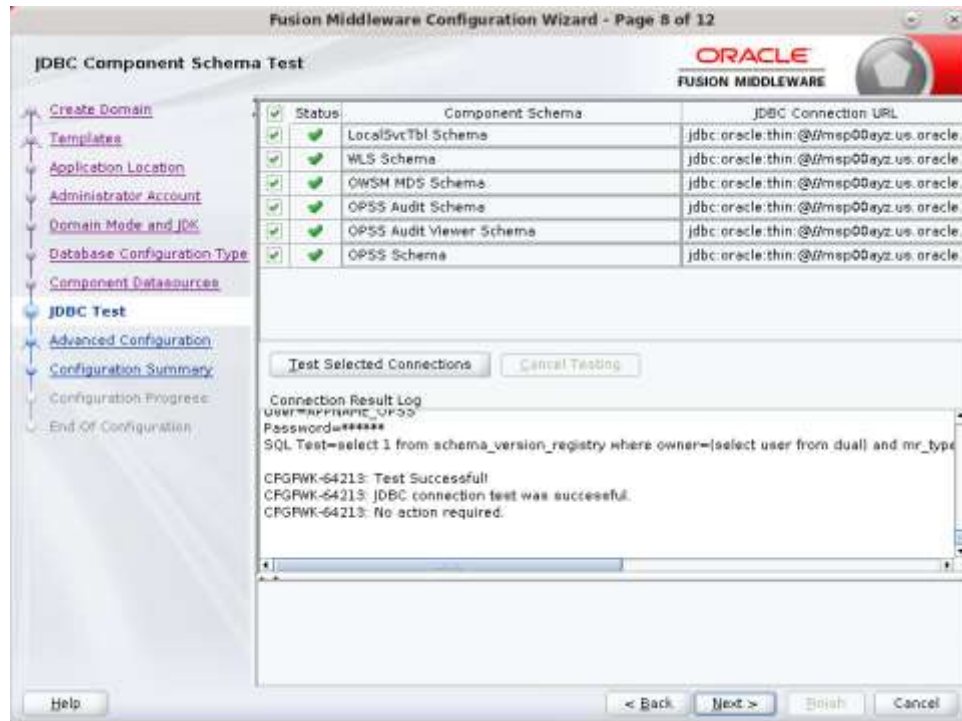 Fusion Middleware Configuration Wizard - Page 8 of 12
JDBC Component Schema Test
ORACLE
FUSION MIDDLEWARE
Create Domain
Templates
Application Location
Administrator Account
Domain Mode and JDK
Database Configuration Type
Component Datasources
JDBC Test
Advanced Configuration
Configuration Summary
Configuration Progress
End Of Configuration
Status Component Schema JDBC Connection URL
LocalSvcTbl Schema jdbc:oracle:thin:@//msp00ayz.us.oracle.
WLS Schema jdbc:oracle:thin:@//msp00ayz.us.oracle.
OWSM MDS Schema jdbc:oracle:thin:@//msp00ayz.us.oracle.
OPSS Audit Schema jdbc:oracle:thin:@//msp00ayz.us.oracle.
OPSS Audit Viewer Schema jdbc:oracle:thin:@//msp00ayz.us.oracle.
OPSS Schema jdbc:oracle:thin:@//msp00ayz.us.oracle.
Test Selected Connections Cancel Testing
Connection Result Log
User=APPNAME_OPSS
Password=******
SQL Test=select 1 from schema_version_registry where owner=(select user from dual) and mr_type
CFGFWK-64213: Test Successful!
CFGFWK-64213: JDBC connection test was successful.
CFGFWK-64213: No action required.
Help < Back Next > Finish Cancel